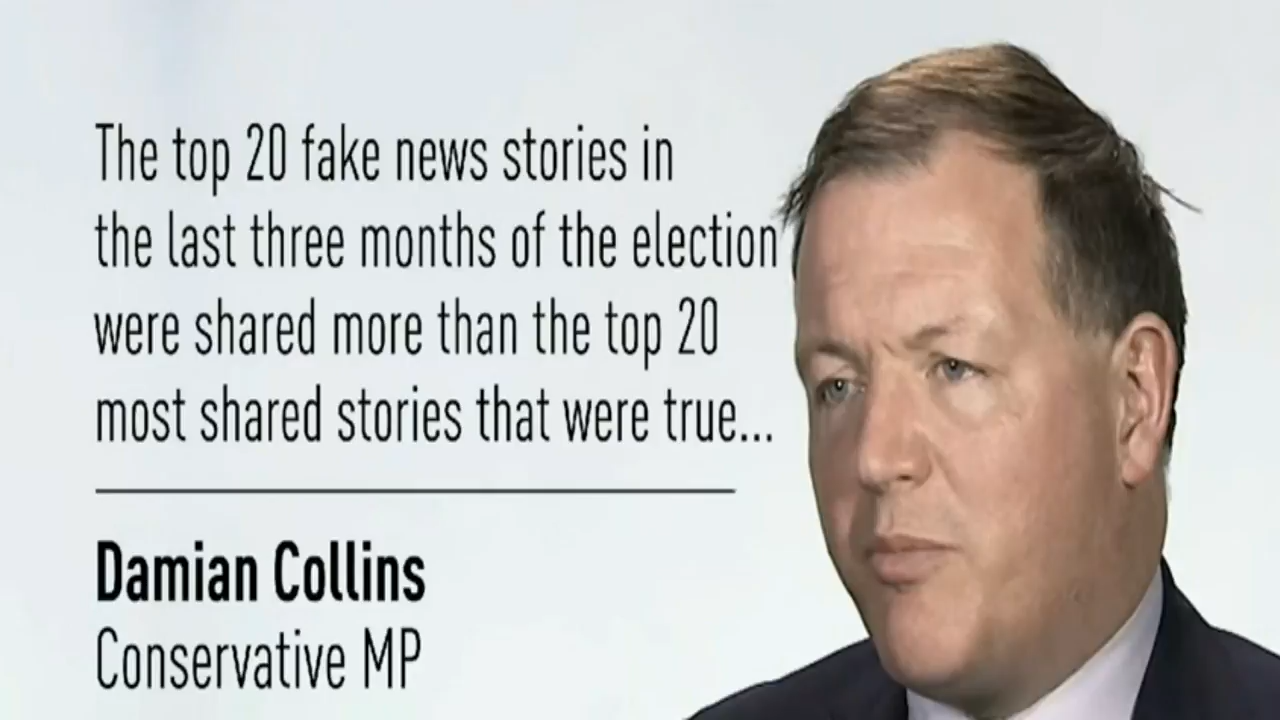 The top 20 fake news stories in
the last three months of the election
were shared more than the top 20
most shared stories that were true...
Damian Collins
Conservative MP